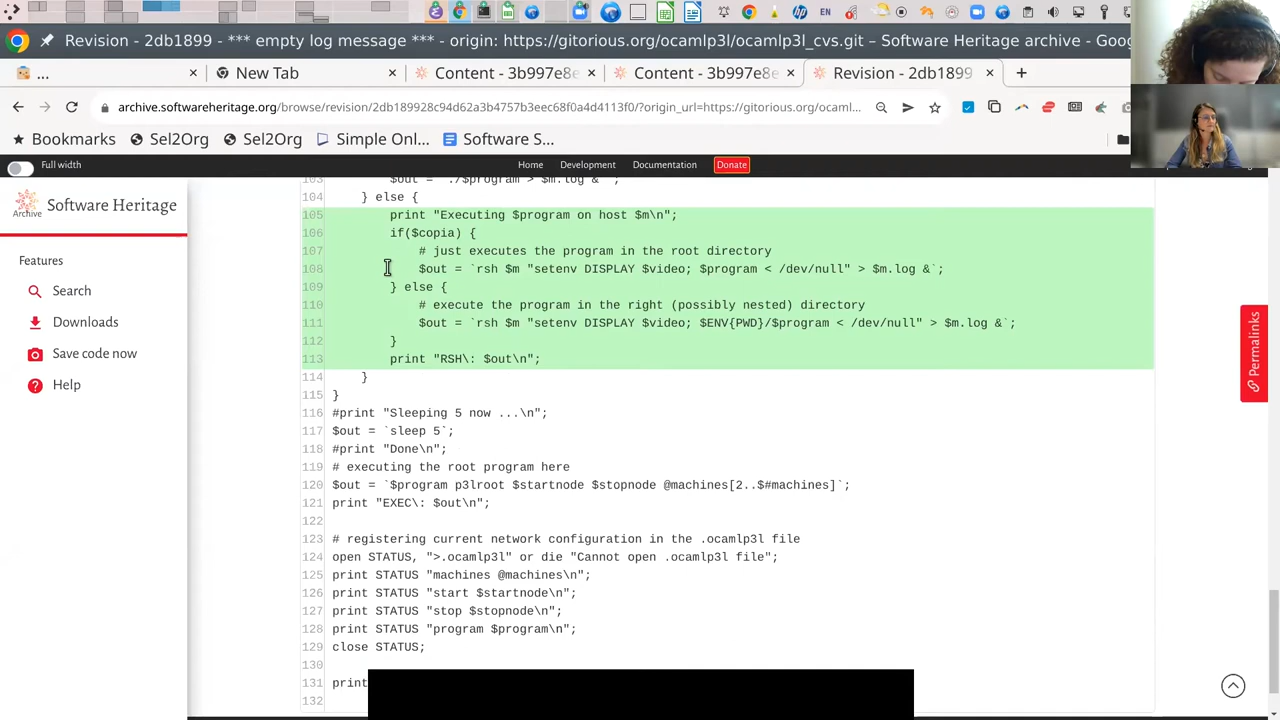 EN
Revision - 2db1899 - *** empty log message *** - origin: https://gitorious.org/ocamlp3l/ocamlp3l_cvs.git – Software Heritage archive - Goo
...
New Tab
Content - 3b997e8e
Content - 3b997e8e
Revision - 2db1899
archive.softwareheritage.org/browse/revision/2db189928c94d62a3b4757b3eec68f0a4d4113f0/?origin_url=https://gitorious.org/ocaml...
Bookmarks
Sel2Org
Sel2Org
Simple Onl...
Software S...
Full width
Home
Development
Documentation
Donate
Archive
Software Heritage
Features
Search
Downloads
Save code now
Help
Permalinks
103 $out = `./$program > $m.log &`;
104 } else {
105 print "Executing $program on host $m\n";
106 if($copia) {
107 # just executes the program in the root directory
108 $out = `rsh $m "setenv DISPLAY $video; $program < /dev/null" > $m.log &`;
109 } else {
110 # execute the program in the right (possibly nested) directory
111 $out = `rsh $m "setenv DISPLAY $video; $ENV{PWD}/$program < /dev/null" > $m.log &`;
112 }
113 print "RSH\: $out\n";
114 }
115 }
116 #print "Sleeping 5 now ...\n";
117 $out = `sleep 5`;
118 #print "Done\n";
119 # executing the root program here
120 $out = `$program p3lroot $startnode $stopnode @machines[2..$#machines]`;
121 print "EXEC\: $out\n";
122
123 # registering current network configuration in the .ocamlp3l file
124 open STATUS, ">.ocamlp3l" or die "Cannot open .ocamlp3l file";
125 print STATUS "machines @machines\n";
126 print STATUS "start $startnode\n";
127 print STATUS "stop $stopnode\n";
128 print STATUS "program $program\n";
129 close STATUS;
130
131 print
132